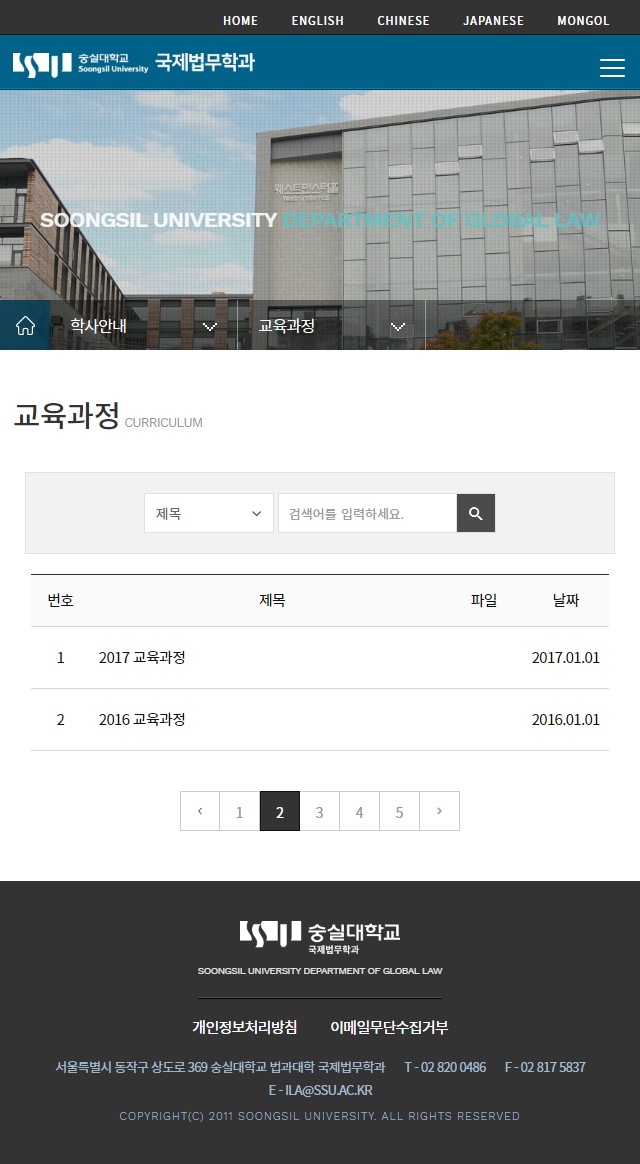 HOME ENGLISH CHINESE JAPANESE MONGOL
숭실대학교 Soongsil University 국제법무학과
웨스트민스터홀
SOONGSIL UNIVERSITY DEPARTMENT OF GLOBAL LAW
학사안내 교육과정
교육과정 CURRICULUM
제목 검색어를 입력하세요.
번호 제목 파일 날짜
1 2017 교육과정 2017.01.01
2 2016 교육과정 2016.01.01
‹ 1 2 3 4 5 ›
숭실대학교
국제법무학과
SOONGSIL UNIVERSITY DEPARTMENT OF GLOBAL LAW
개인정보처리방침 이메일무단수집거부
서울특별시 동작구 상도로 369 숭실대학교 법과대학 국제법무학과 T - 02 820 0486 F - 02 817 5837
E - ILA@SSU.AC.KR
COPYRIGHT(C) 2011 SOONGSIL UNIVERSITY. ALL RIGHTS RESERVED